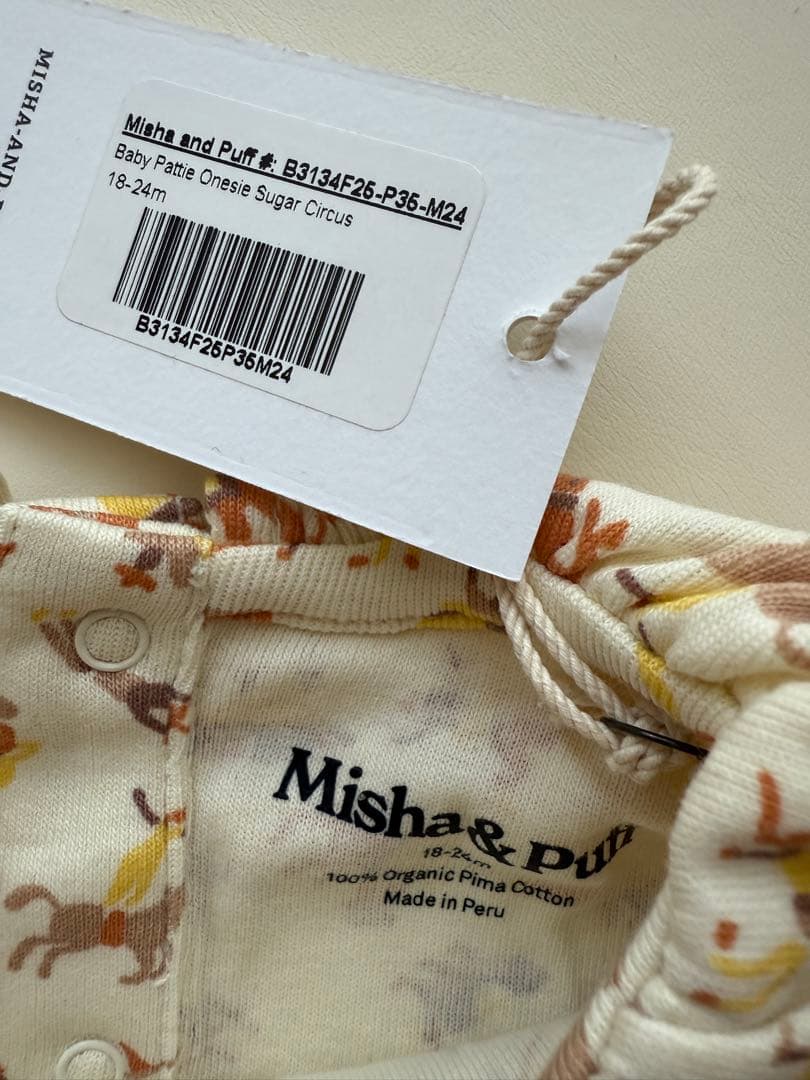 MISHA-AND
Misha and Puff #: B3134F25-P35-M24
Baby Pattie Onesie Sugar Circus
18-24m
B3134F25P35M24
Misha & Puff
18-24m
100% Organic Pima Cotton
Made in Peru